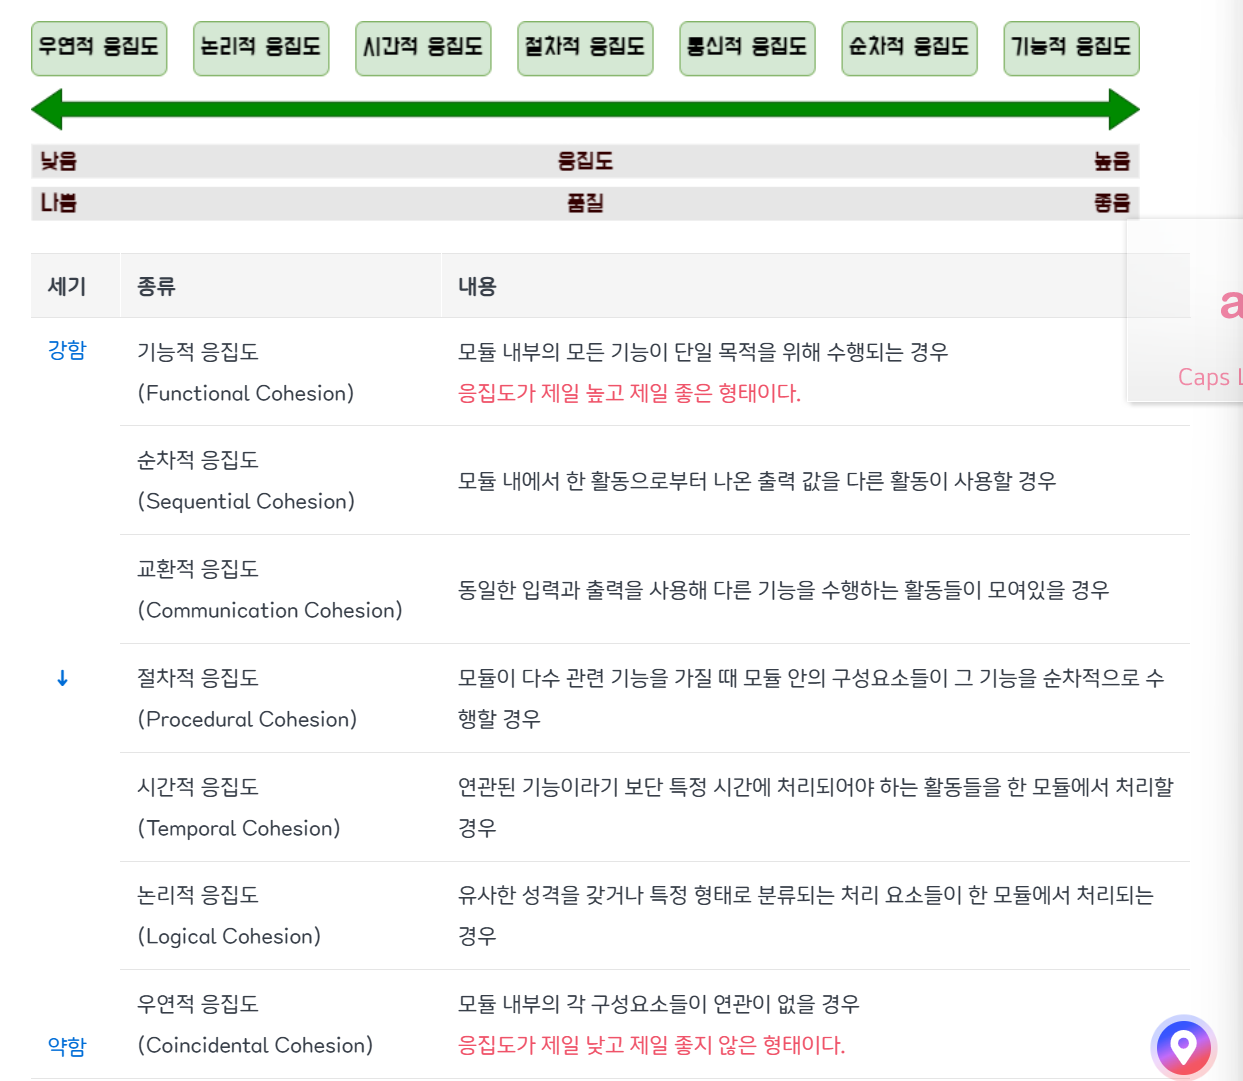 우연적 응집도 논리적 응집도 시간적 응집도 절차적 응집도 통신적 응집도 순차적 응집도 기능적 응집도
낮음 응집도 높음
나쁨 품질 좋음
세기 종류 내용
강함 기능적 응집도 모듈 내부의 모든 기능이 단일 목적을 위해 수행되는 경우
(Functional Cohesion) 응집도가 제일 높고 제일 좋은 형태이다.
a
Caps L
순차적 응집도
(Sequential Cohesion)
모듈 내에서 한 활동으로부터 나온 출력 값을 다른 활동이 사용할 경우
교환적 응집도
(Communication Cohesion)
동일한 입력과 출력을 사용해 다른 기능을 수행하는 활동들이 모여있을 경우
↓ 절차적 응집도 모듈이 다수 관련 기능을 가질 때 모듈 안의 구성요소들이 그 기능을 순차적으로 수
(Procedural Cohesion) 행할 경우
시간적 응집도 연관된 기능이라기 보단 특정 시간에 처리되어야 하는 활동들을 한 모듈에서 처리할
(Temporal Cohesion) 경우
논리적 응집도 유사한 성격을 갖거나 특정 형태로 분류되는 처리 요소들이 한 모듈에서 처리되는
(Logical Cohesion) 경우
우연적 응집도 모듈 내부의 각 구성요소들이 연관이 없을 경우
약함 (Coincidental Cohesion) 응집도가 제일 낮고 제일 좋지 않은 형태이다.